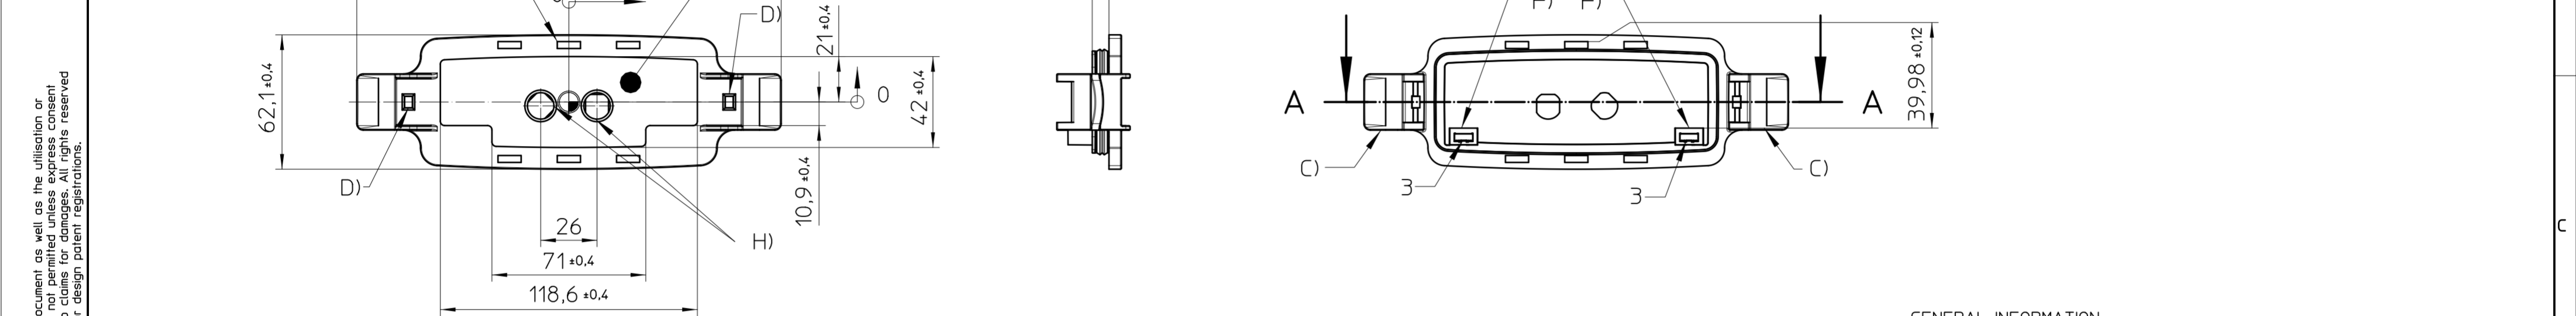 ocument as well as the utilisation or
not permitted unless express consent
claims for damages. All rights reserved
design patent registrations.
62,1 ±0,4
D)
D)
21 ±0,4
0
42 ±0,4
10,9 ±0,4
26
H)
71 ±0,4
118,6 ±0,4
F) F)
A
A
39,98 ±0,12
C)
C)
3
3
C
GENERAL INFORMATION